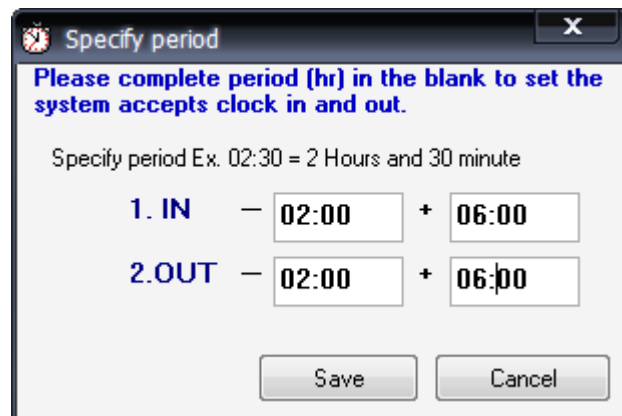 Specify period
X
Please complete period (hr) in the blank to set the
system accepts clock in and out.
Specify period Ex. 02:30 = 2 Hours and 30 minute
1. IN – 02:00 + 06:00
2.OUT – 02:00 + 06:00
Save Cancel